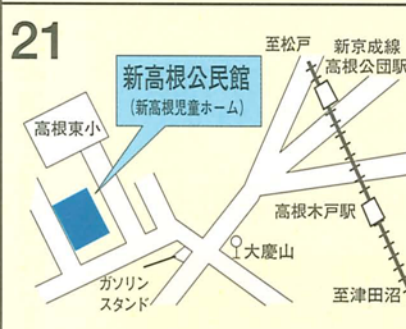 21
至松戸
新京成線
高根公団駅
新高根公民館
(新高根児童ホーム)
高根東小
高根木戸駅
大慶山
ガソリン
スタンド
至津田沼